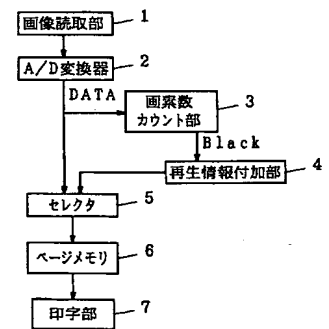 画像読取部 1
A/D変換器 2
DATA
画素数
カウント部 3
Black
再生情報付加部 4
セレクタ 5
ページメモリ 6
印字部 7